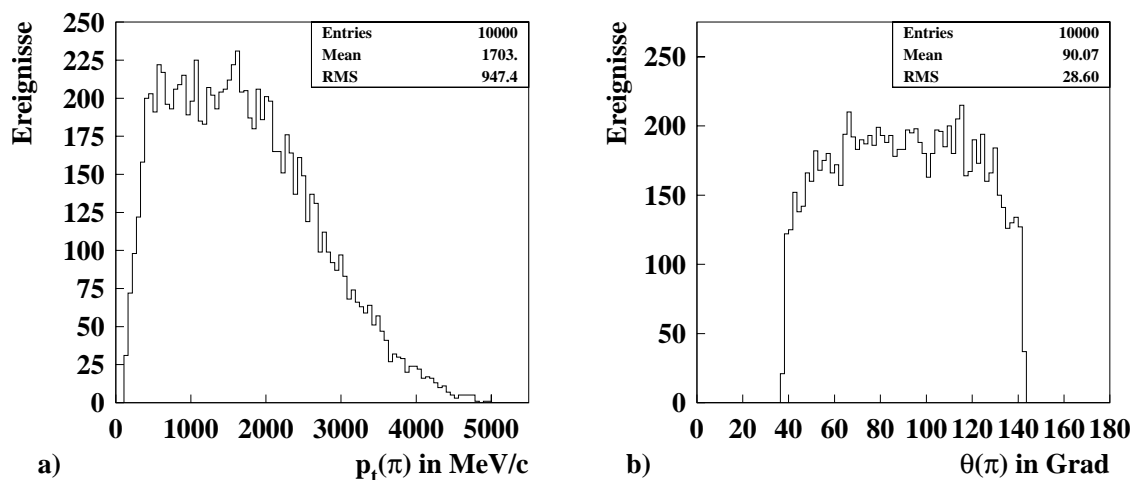 Ereignisse
250
225
200
175
150
125
100
75
50
25
0
Entries 10000
Mean 1703.
RMS 947.4
0 1000 2000 3000 4000 5000
a) pt(π) in MeV/c
Ereignisse
250
200
150
100
50
0
Entries 10000
Mean 90.07
RMS 28.60
0 20 40 60 80 100 120 140 160 180
b) θ(π) in Grad